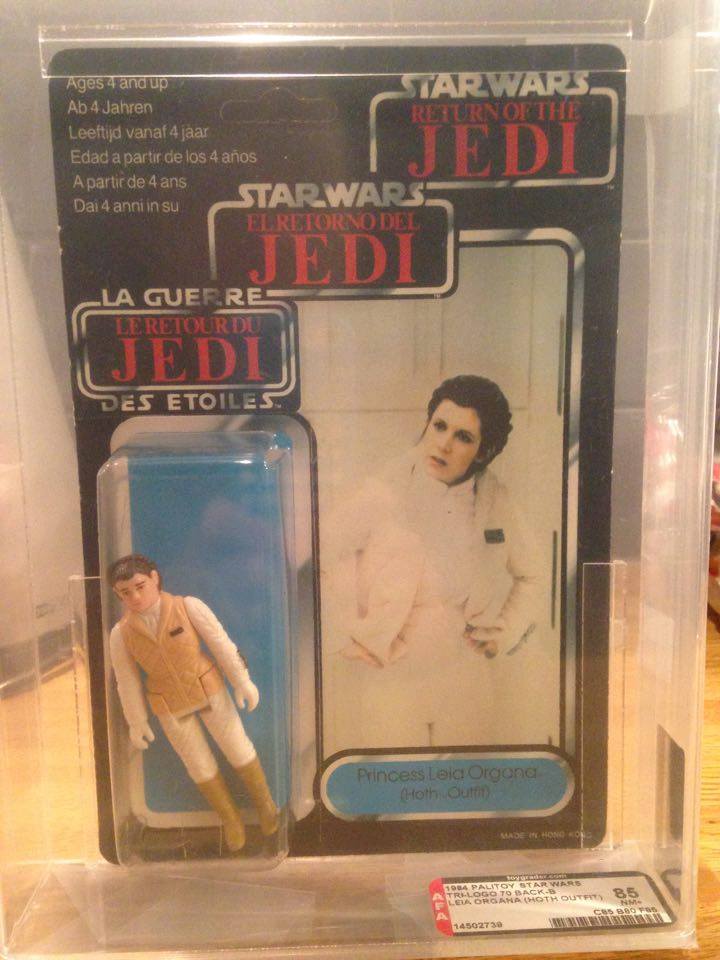 Ages 4 and up
Ab 4 Jahren
Leeftijd vanaf 4 jaar
Edad a partir de los 4 años
A partir de 4 ans
Dai 4 anni in su
STAR WARS
RETURN OF THE
JEDI
TM
STAR WARS
EL RETORNO DEL
JEDI
TM
LA GUERRE
LE RETOUR DU
JEDI
DES ETOILES
TM
Princess Leia Organa
(Hoth Outfit)
MADE IN HONG KONG
toygrader.com
AFA
1984 PALITOY STAR WARS
TRI-LOGO 70 BACK-B
LEIA ORGANA (HOTH OUTFIT)
85
NM+
C85 B80 F85
14502739